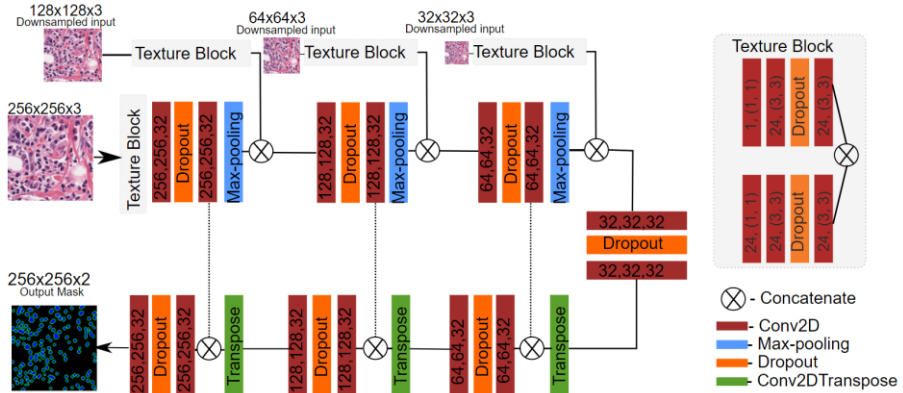 128x128x3
Downsampled input
64x64x3
Downsampled input
32x32x3
Downsampled input
Texture Block
Texture Block
Texture Block
256x256x3
Texture Block
256,256,32
Dropout
256,256,32
Max-pooling
128,128,32
Dropout
128,128,32
Max-pooling
64,64,32
Dropout
64,64,32
Max-pooling
32,32,32
Dropout
32,32,32
256x256x2
Output Mask
256,256,32
Dropout
256,256,32
Transpose
128,128,32
Dropout
128,128,32
Transpose
64,64,32
Dropout
64,64,32
Transpose
Texture Block
1, (1, 1)
24, (3, 3)
Dropout
24, (3, 3)
24, (1, 1)
24, (3, 3)
Dropout
24, (3, 3)
- Concatenate
- Conv2D
- Max-pooling
- Dropout
- Conv2DTranspose